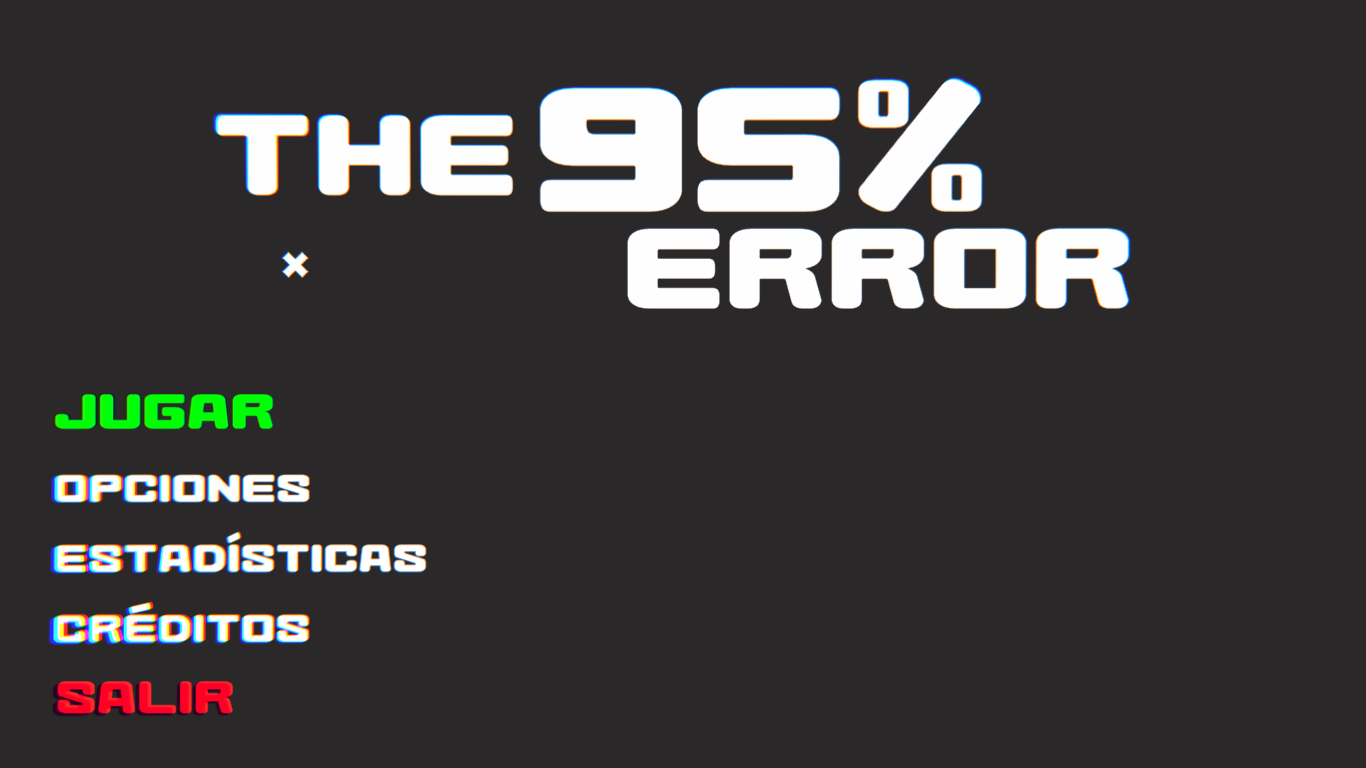 THE 95%
ERROR
JUGAR
OPCIONES
ESTADÍSTICAS
CRÉDITOS
SALIR